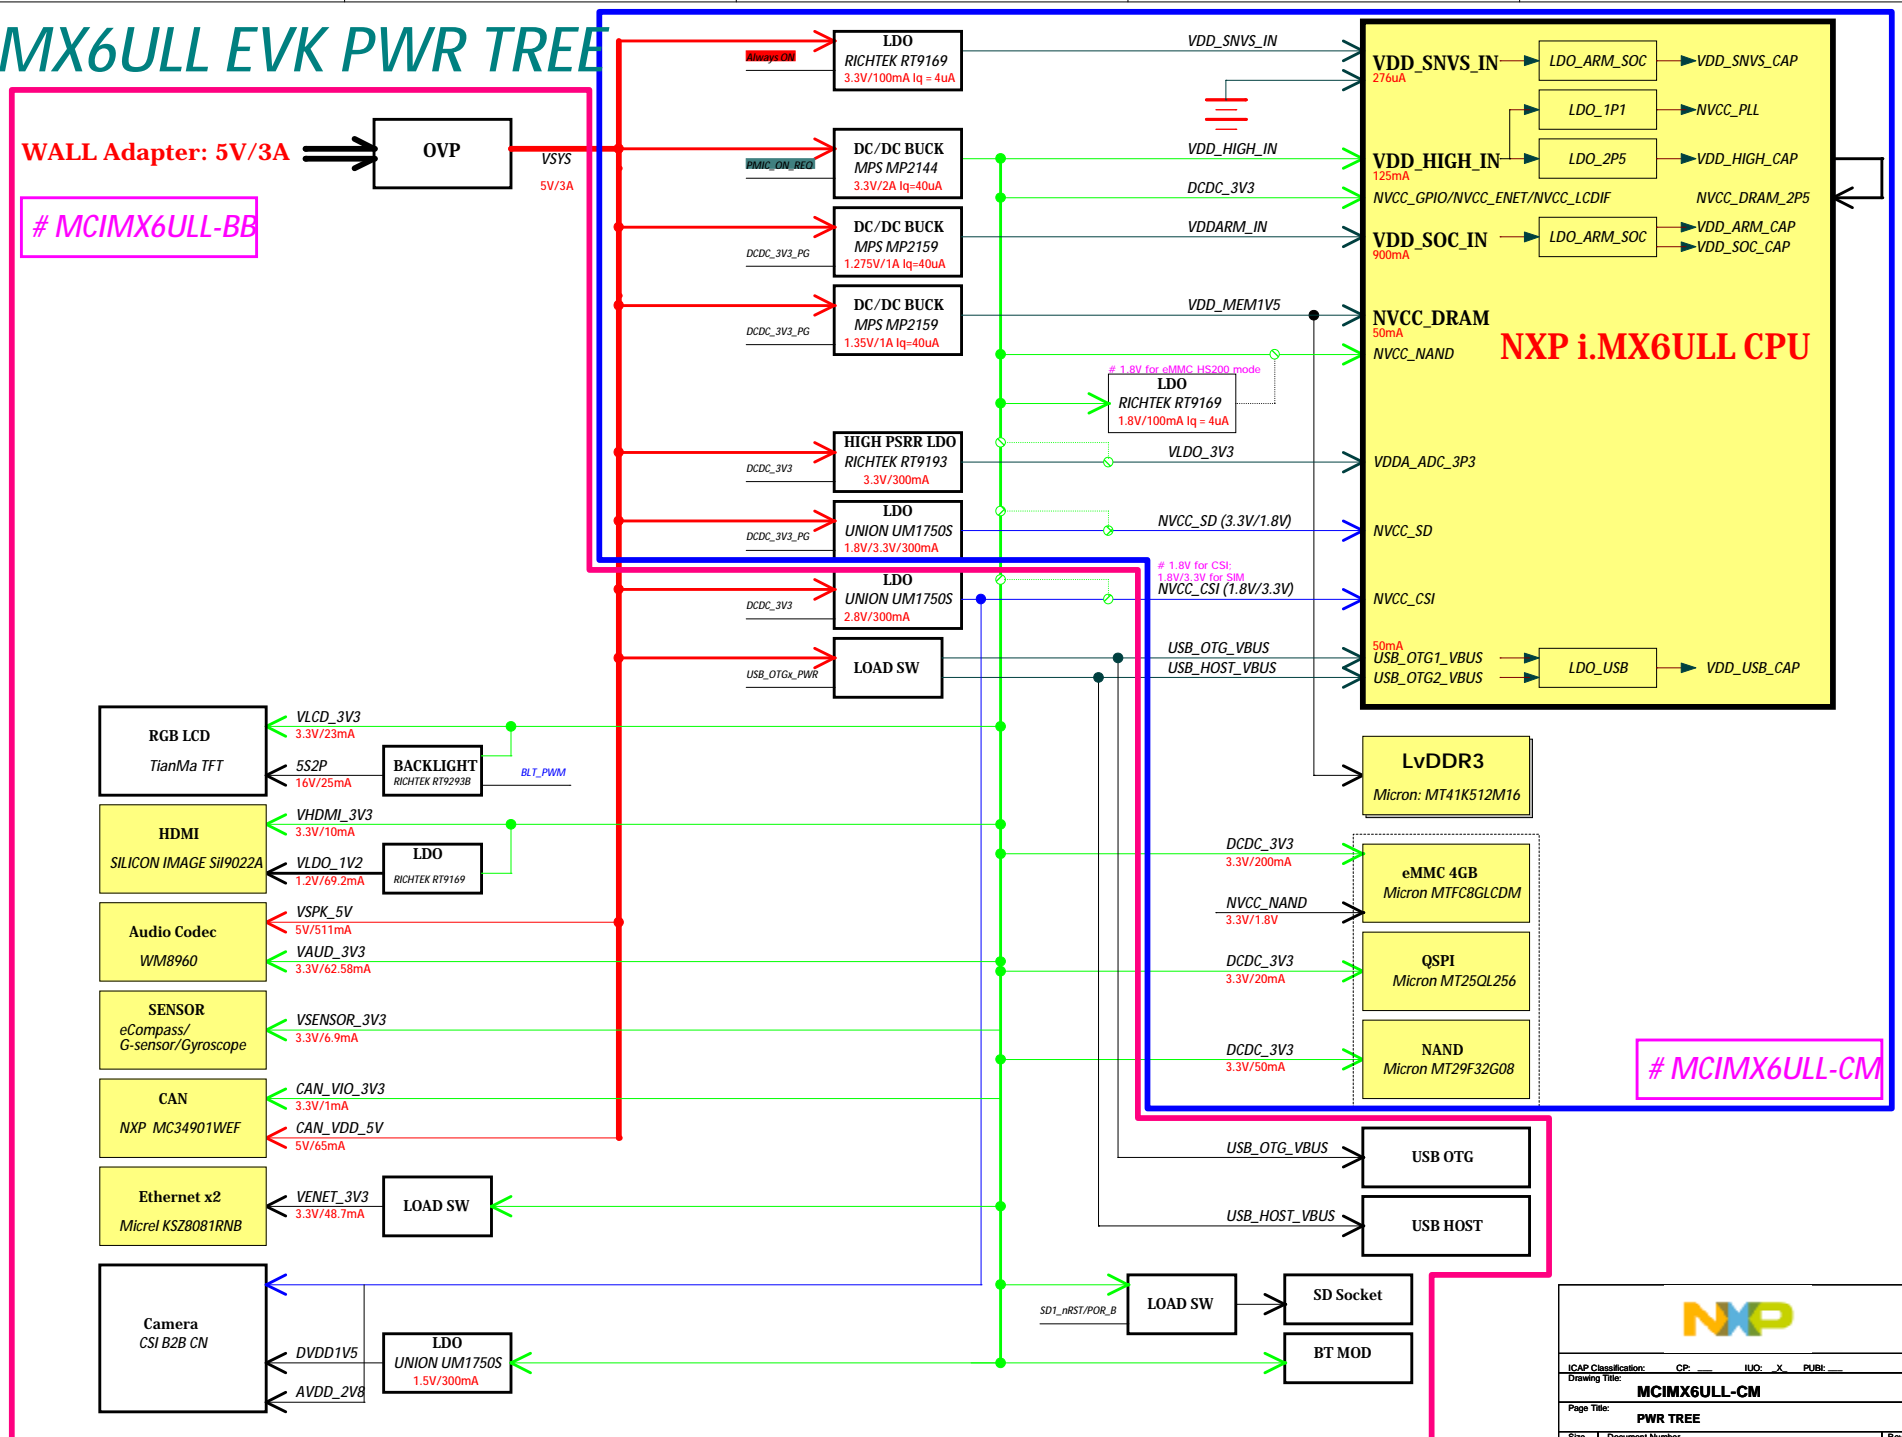 MX6ULL EVK PWR TREE
WALL Adapter: 5V/3A
OVP
VSYS
5V/3A
# MCIMX6ULL-BB
Always ON
LDO
RICHTEK RT9169
3.3V/100mA Iq = 4uA
VDD_SNVS_IN
PMIC_ON_REQ
DC/DC BUCK
MPS MP2144
3.3V/2A Iq=40uA
VDD_HIGH_IN
DCDC_3V3
DCDC_3V3_PG
DC/DC BUCK
MPS MP2159
1.275V/1A Iq=40uA
VDDARM_IN
DCDC_3V3_PG
DC/DC BUCK
MPS MP2159
1.35V/1A Iq=40uA
VDD_MEM1V5
# 1.8V for eMMC HS200 mode
LDO
RICHTEK RT9169
1.8V/100mA Iq = 4uA
DCDC_3V3
HIGH PSRR LDO
RICHTEK RT9193
3.3V/300mA
VLDO_3V3
DCDC_3V3_PG
LDO
UNION UM1750S
1.8V/3.3V/300mA
NVCC_SD (3.3V/1.8V)
# 1.8V for CSI:
1.8V/3.3V for SIM
DCDC_3V3
LDO
UNION UM1750S
2.8V/300mA
NVCC_CSI (1.8V/3.3V)
USB_OTGx_PWR
LOAD SW
USB_OTG_VBUS
USB_HOST_VBUS
VDD_SNVS_IN
276uA
LDO_ARM_SOC
VDD_SNVS_CAP
LDO_1P1
NVCC_PLL
VDD_HIGH_IN
125mA
LDO_2P5
VDD_HIGH_CAP
NVCC_GPIO/NVCC_ENET/NVCC_LCDIF
NVCC_DRAM_2P5
VDD_SOC_IN
900mA
LDO_ARM_SOC
VDD_ARM_CAP
VDD_SOC_CAP
NVCC_DRAM
50mA
NXP i.MX6ULL CPU
NVCC_NAND
VDDA_ADC_3P3
NVCC_SD
NVCC_CSI
50mA
USB_OTG1_VBUS
USB_OTG2_VBUS
LDO_USB
VDD_USB_CAP
RGB LCD
TianMa TFT
VLCD_3V3
3.3V/23mA
5S2P
16V/25mA
BACKLIGHT
RICHTEK RT9293B
BLT_PWM
HDMI
SILICON IMAGE SiI9022A
VHDMI_3V3
3.3V/10mA
VLDO_1V2
1.2V/69.2mA
LDO
RICHTEK RT9169
Audio Codec
WM8960
VSPK_5V
5V/511mA
VAUD_3V3
3.3V/62.58mA
SENSOR
eCompass/
G-sensor/Gyroscope
VSENSOR_3V3
3.3V/6.9mA
CAN
NXP MC34901WEF
CAN_VIO_3V3
3.3V/1mA
CAN_VDD_5V
5V/65mA
Ethernet x2
Micrel KSZ8081RNB
VENET_3V3
3.3V/48.7mA
LOAD SW
Camera
CSI B2B CN
DVDD1V5
AVDD_2V8
LDO
UNION UM1750S
1.5V/300mA
LvDDR3
Micron: MT41K512M16
DCDC_3V3
3.3V/200mA
NVCC_NAND
3.3V/1.8V
eMMC 4GB
Micron MTFC8GLCDM
DCDC_3V3
3.3V/20mA
QSPI
Micron MT25QL256
DCDC_3V3
3.3V/50mA
NAND
Micron MT29F32G08
# MCIMX6ULL-CM
USB_OTG_VBUS
USB OTG
USB_HOST_VBUS
USB HOST
SD1_nRST/POR_B
LOAD SW
SD Socket
BT MOD
NXP
ICAP Classification: CP: ___ IUO: _X_ PUBI: ___
Drawing Title:
MCIMX6ULL-CM
Page Title:
PWR TREE